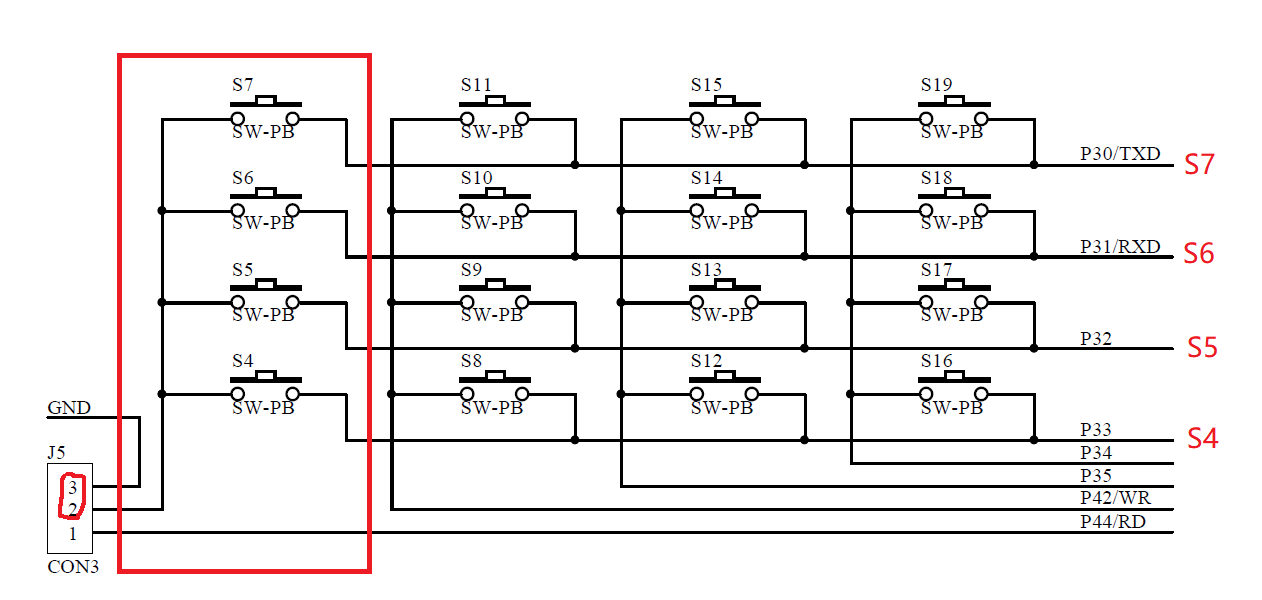 S7 S11 S15 S19
SW-PB SW-PB SW-PB SW-PB
P30/TXD S7
S6 S10 S14 S18
SW-PB SW-PB SW-PB SW-PB
P31/RXD S6
S5 S9 S13 S17
SW-PB SW-PB SW-PB SW-PB
P32 S5
S4 S8 S12 S16
SW-PB SW-PB SW-PB SW-PB
GND
P33 S4
J5
P34
3
P35
2
P42/WR
1
P44/RD
CON3